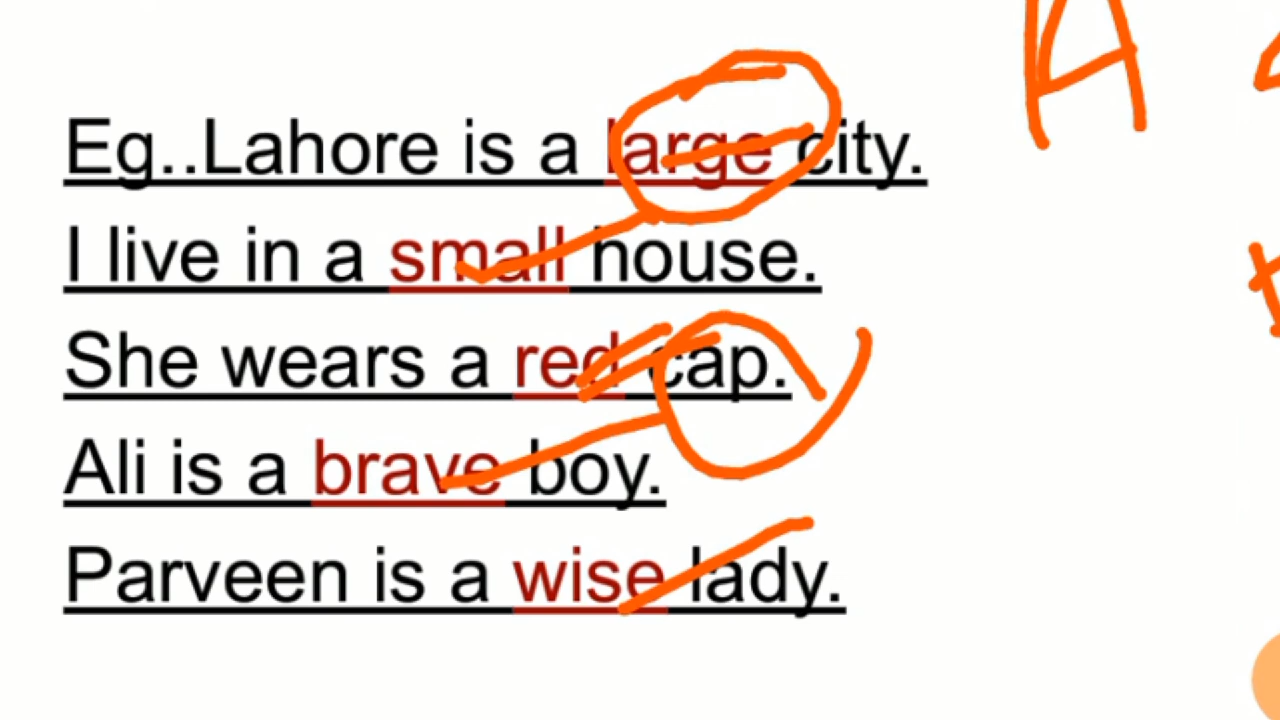 Eg..Lahore is a large city.
I live in a small house.
She wears a red cap.
Ali is a brave boy.
Parveen is a wise lady.
A